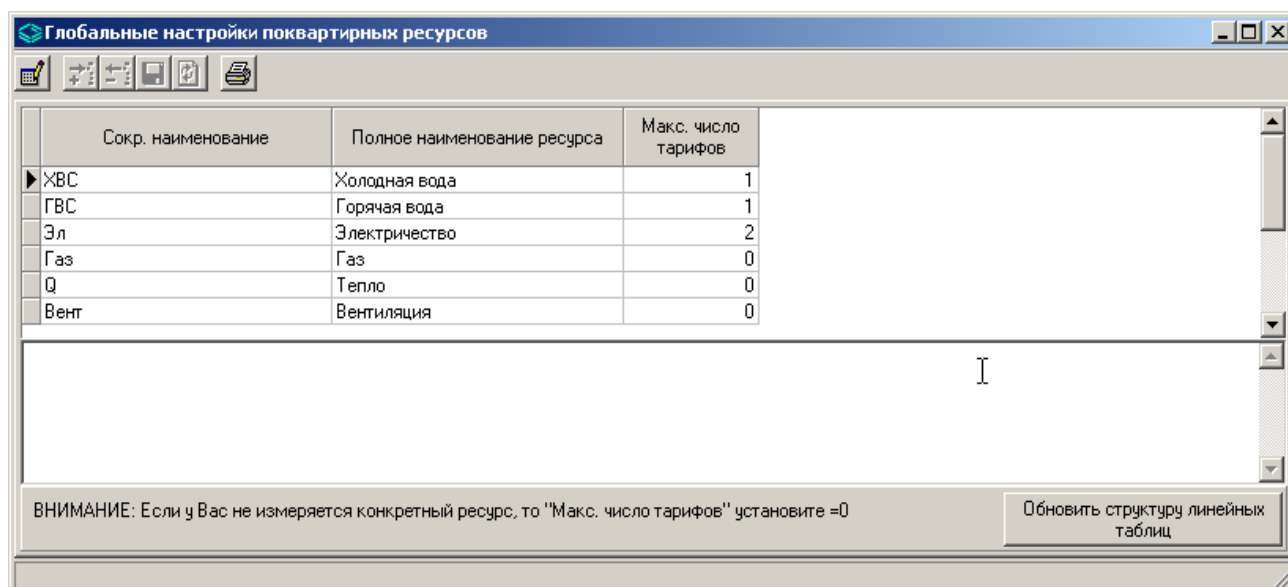 Глобальные настройки поквартирных ресурсов
Сокр. наименование Полное наименование ресурса Макс. число
тарифов
ХВС Холодная вода 1
ГВС Горячая вода 1
Эл Электричество 2
Газ Газ 0
Q Тепло 0
Вент Вентиляция 0
ВНИМАНИЕ: Если у Вас не измеряется конкретный ресурс, то "Макс. число тарифов" установите =0
Обновить структуру линейных
таблиц